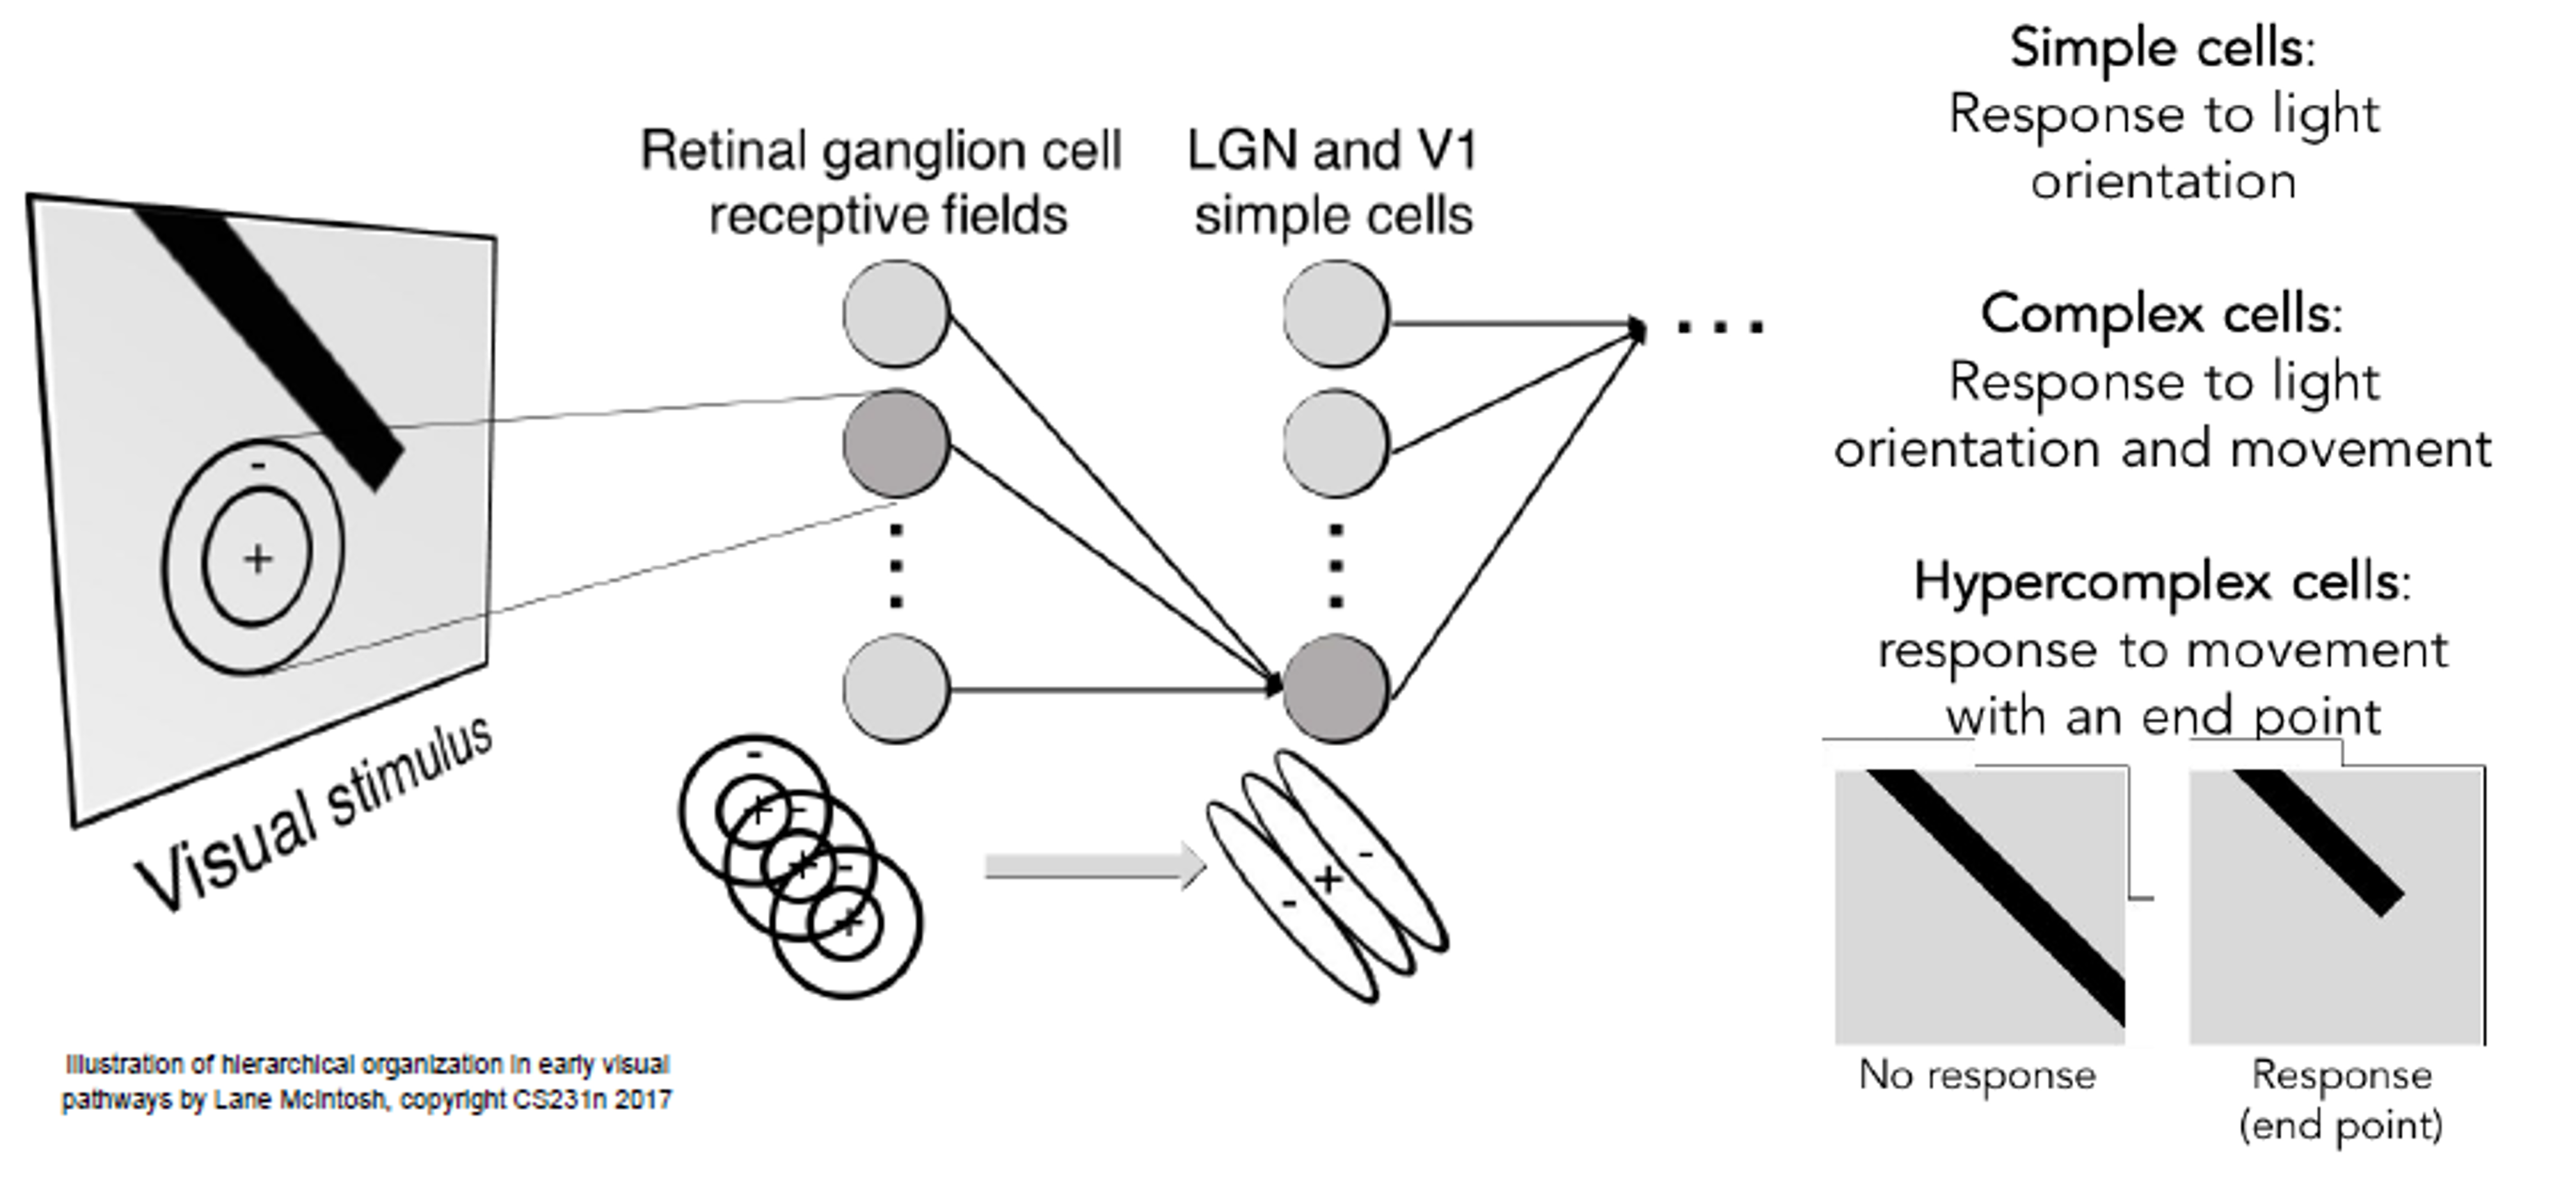 Retinal ganglion cell
receptive fields
LGN and V1
simple cells
- 
+
Visual stimulus
...
-
+ -
+ -
+
-
+
-
Simple cells:
Response to light
orientation
Complex cells:
Response to light
orientation and movement
Hypercomplex cells:
response to movement
with an end point
No response
Response
(end point)
Illustration of hierarchical organization in early visual
pathways by Lane McIntosh, copyright CS231n 2017